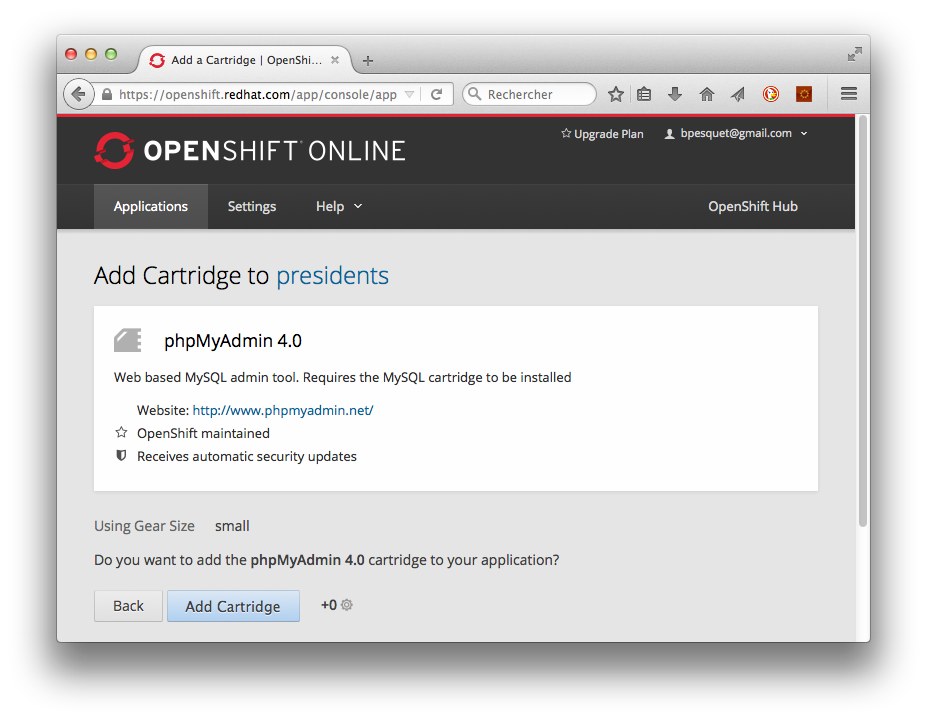 Add a Cartridge | OpenShi...
https://openshift.redhat.com/app/console/app
Rechercher
Upgrade Plan
bpesquet@gmail.com
OPENSHIFT ONLINE
Applications
Settings
Help
OpenShift Hub
Add Cartridge to presidents
phpMyAdmin 4.0
Web based MySQL admin tool. Requires the MySQL cartridge to be installed
Website: http://www.phpmyadmin.net/
OpenShift maintained
Receives automatic security updates
Using Gear Size small
Do you want to add the phpMyAdmin 4.0 cartridge to your application?
Back
Add Cartridge
+0